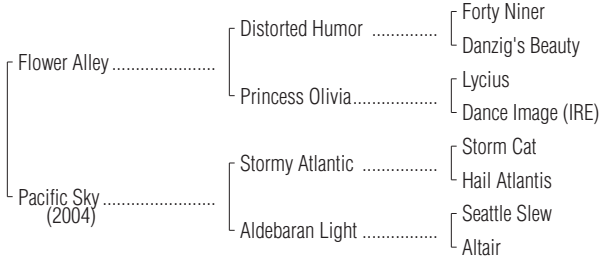 Forty Niner
Distorted Humor ..............
Danzig's Beauty
Flower Alley ......................
Lycius
Princess Olivia..................
Dance Image (IRE)
Storm Cat
Stormy Atlantic ................
Hail Atlantis
Pacific Sky ........................
(2004)
Seattle Slew
Aldebaran Light ................
Altair